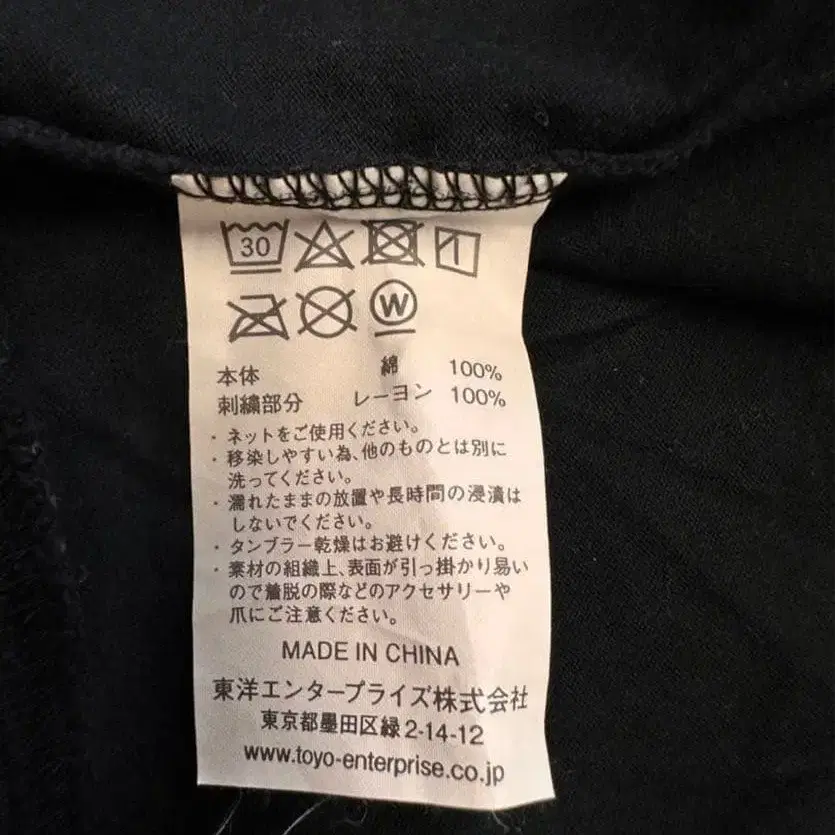 30
W
本体 綿 100%
刺繍部分 レーヨン 100%
・ネットをご使用ください。
・移染しやすい為、他のものとは別に
洗ってください。
・濡れたままの放置や長時間の浸漬は
しないでください。
・タンブラー乾燥はお避けください。
・素材の組織上、表面が引っ掛かり易い
ので着脱の際などのアクセサリーや
爪にご注意ください。
MADE IN CHINA
東洋エンタープライズ株式会社
東京都墨田区緑2-14-12
www.toyo-enterprise.co.jp